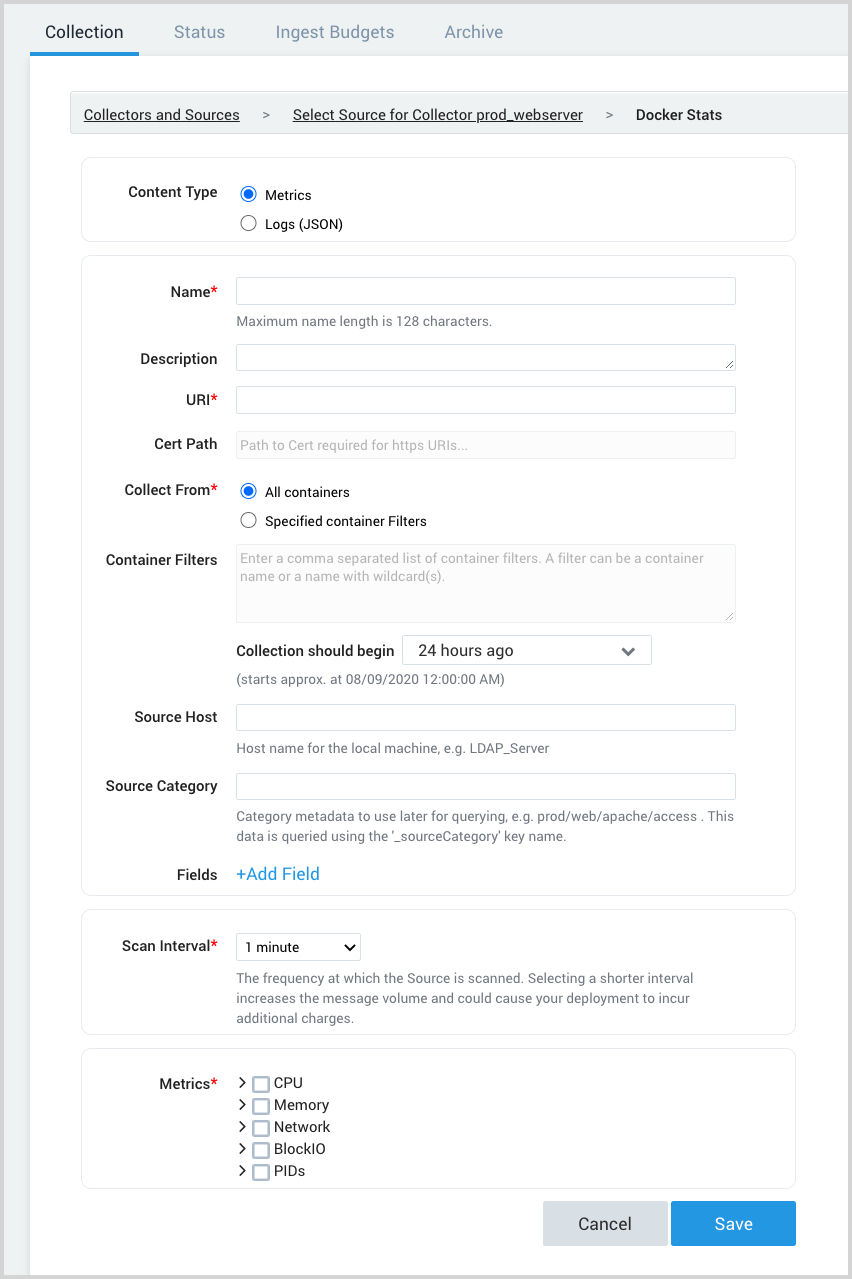 Collection Status Ingest Budgets Archive
Collectors and Sources > Select Source for Collector prod_webserver > Docker Stats
Content Type Metrics
Logs (JSON)
Name*
Maximum name length is 128 characters.
Description
URI*
Cert Path Path to Cert required for https URIs...
Collect From* All containers
Specified container Filters
Container Filters Enter a comma separated list of container filters. A filter can be a container
name or a name with wildcard(s).
Collection should begin 24 hours ago
(starts approx. at 08/09/2020 12:00:00 AM)
Source Host
Host name for the local machine, e.g. LDAP_Server
Source Category
Category metadata to use later for querying, e.g. prod/web/apache/access . This
data is queried using the '_sourceCategory' key name.
Fields +Add Field
Scan Interval* 1 minute
The frequency at which the Source is scanned. Selecting a shorter interval
increases the message volume and could cause your deployment to incur
additional charges.
Metrics* CPU
Memory
Network
BlockIO
PIDs
Cancel Save